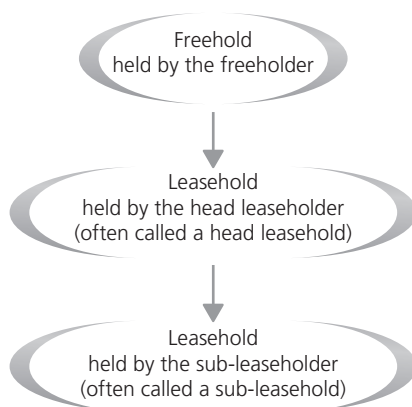 Freehold
held by the freeholder
Leasehold
held by the head leaseholder
(often called a head leasehold)
Leasehold
held by the sub-leaseholder
(often called a sub-leasehold)